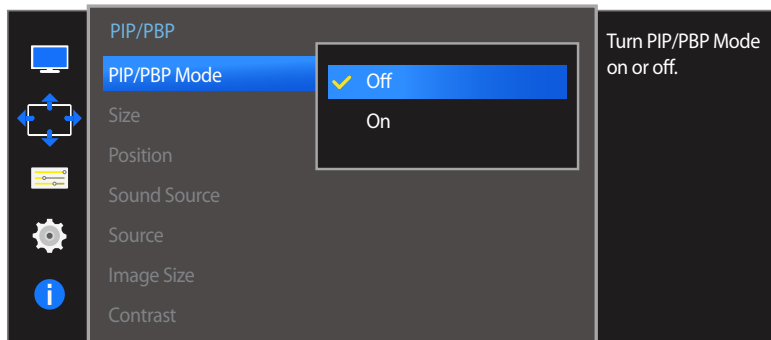 PIP/PBP
PIP/PBP Mode
Size
Position
Sound Source
Source
Image Size
Contrast
Off
On
Turn PIP/PBP Mode
on or off.